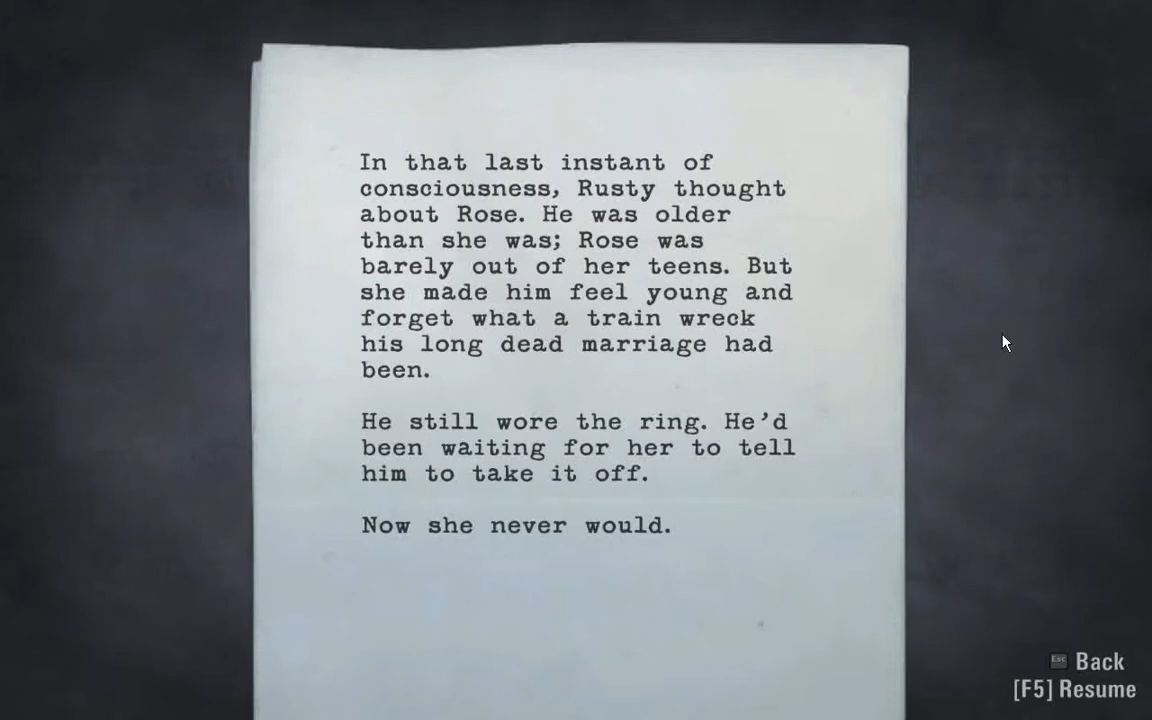 In that last instant of
consciousness, Rusty thought
about Rose. He was older
than she was; Rose was
barely out of her teens. But
she made him feel young and
forget what a train wreck
his long dead marriage had
been.
He still wore the ring. He’d
been waiting for her to tell
him to take it off.
Now she never would.
Esc Back
[F5] Resume